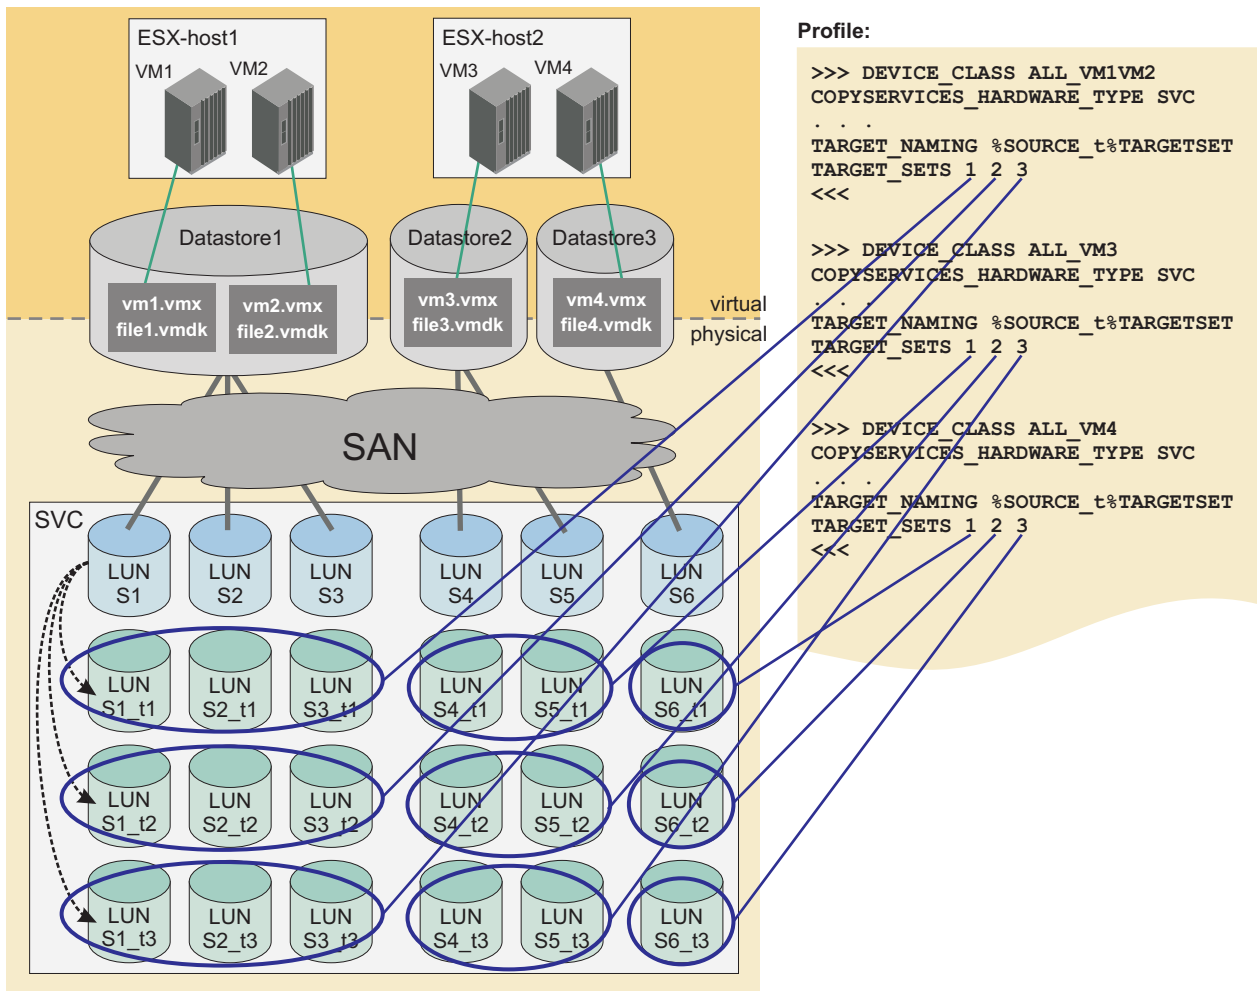 ESX-host1
VM1 VM2
ESX-host2
VM3 VM4
Datastore1
Datastore2
Datastore3
vm1.vmx
file1.vmdk
vm2.vmx
file2.vmdk
vm3.vmx
file3.vmdk
vm4.vmx
file4.vmdk
virtual
physical
SAN
SVC
LUN
S1
LUN
S2
LUN
S3
LUN
S4
LUN
S5
LUN
S6
LUN
S1_t1
LUN
S2_t1
LUN
S3_t1
LUN
S4_t1
LUN
S5_t1
LUN
S6_t1
LUN
S1_t2
LUN
S2_t2
LUN
S3_t2
LUN
S4_t2
LUN
S5_t2
LUN
S6_t2
LUN
S1_t3
LUN
S2_t3
LUN
S3_t3
LUN
S4_t3
LUN
S5_t3
LUN
S6_t3
Profile:
>>> DEVICE_CLASS ALL_VM1VM2
COPYSERVICES_HARDWARE_TYPE SVC
. . .
TARGET_NAMING %SOURCE_t%TARGETSET
TARGET_SETS 1 2 3
<<<
>>> DEVICE_CLASS ALL_VM3
COPYSERVICES_HARDWARE_TYPE SVC
. . .
TARGET_NAMING %SOURCE_t%TARGETSET
TARGET_SETS 1 2 3
<<<
>>> DEVICE_CLASS ALL_VM4
COPYSERVICES_HARDWARE_TYPE SVC
. . .
TARGET_NAMING %SOURCE_t%TARGETSET
TARGET_SETS 1 2 3
<<<